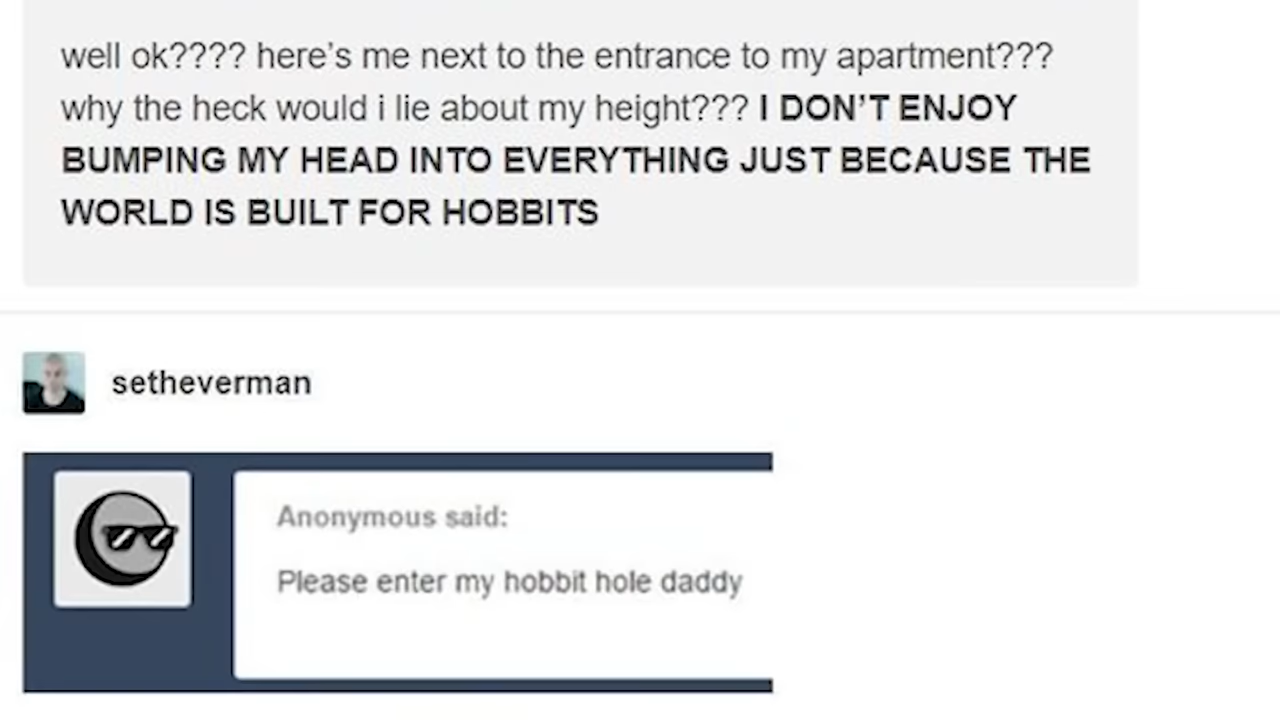 well ok???? here’s me next to the entrance to my apartment???
why the heck would i lie about my height??? I DON’T ENJOY
BUMPING MY HEAD INTO EVERYTHING JUST BECAUSE THE
WORLD IS BUILT FOR HOBBITS
setheverman
Anonymous said:
Please enter my hobbit hole daddy